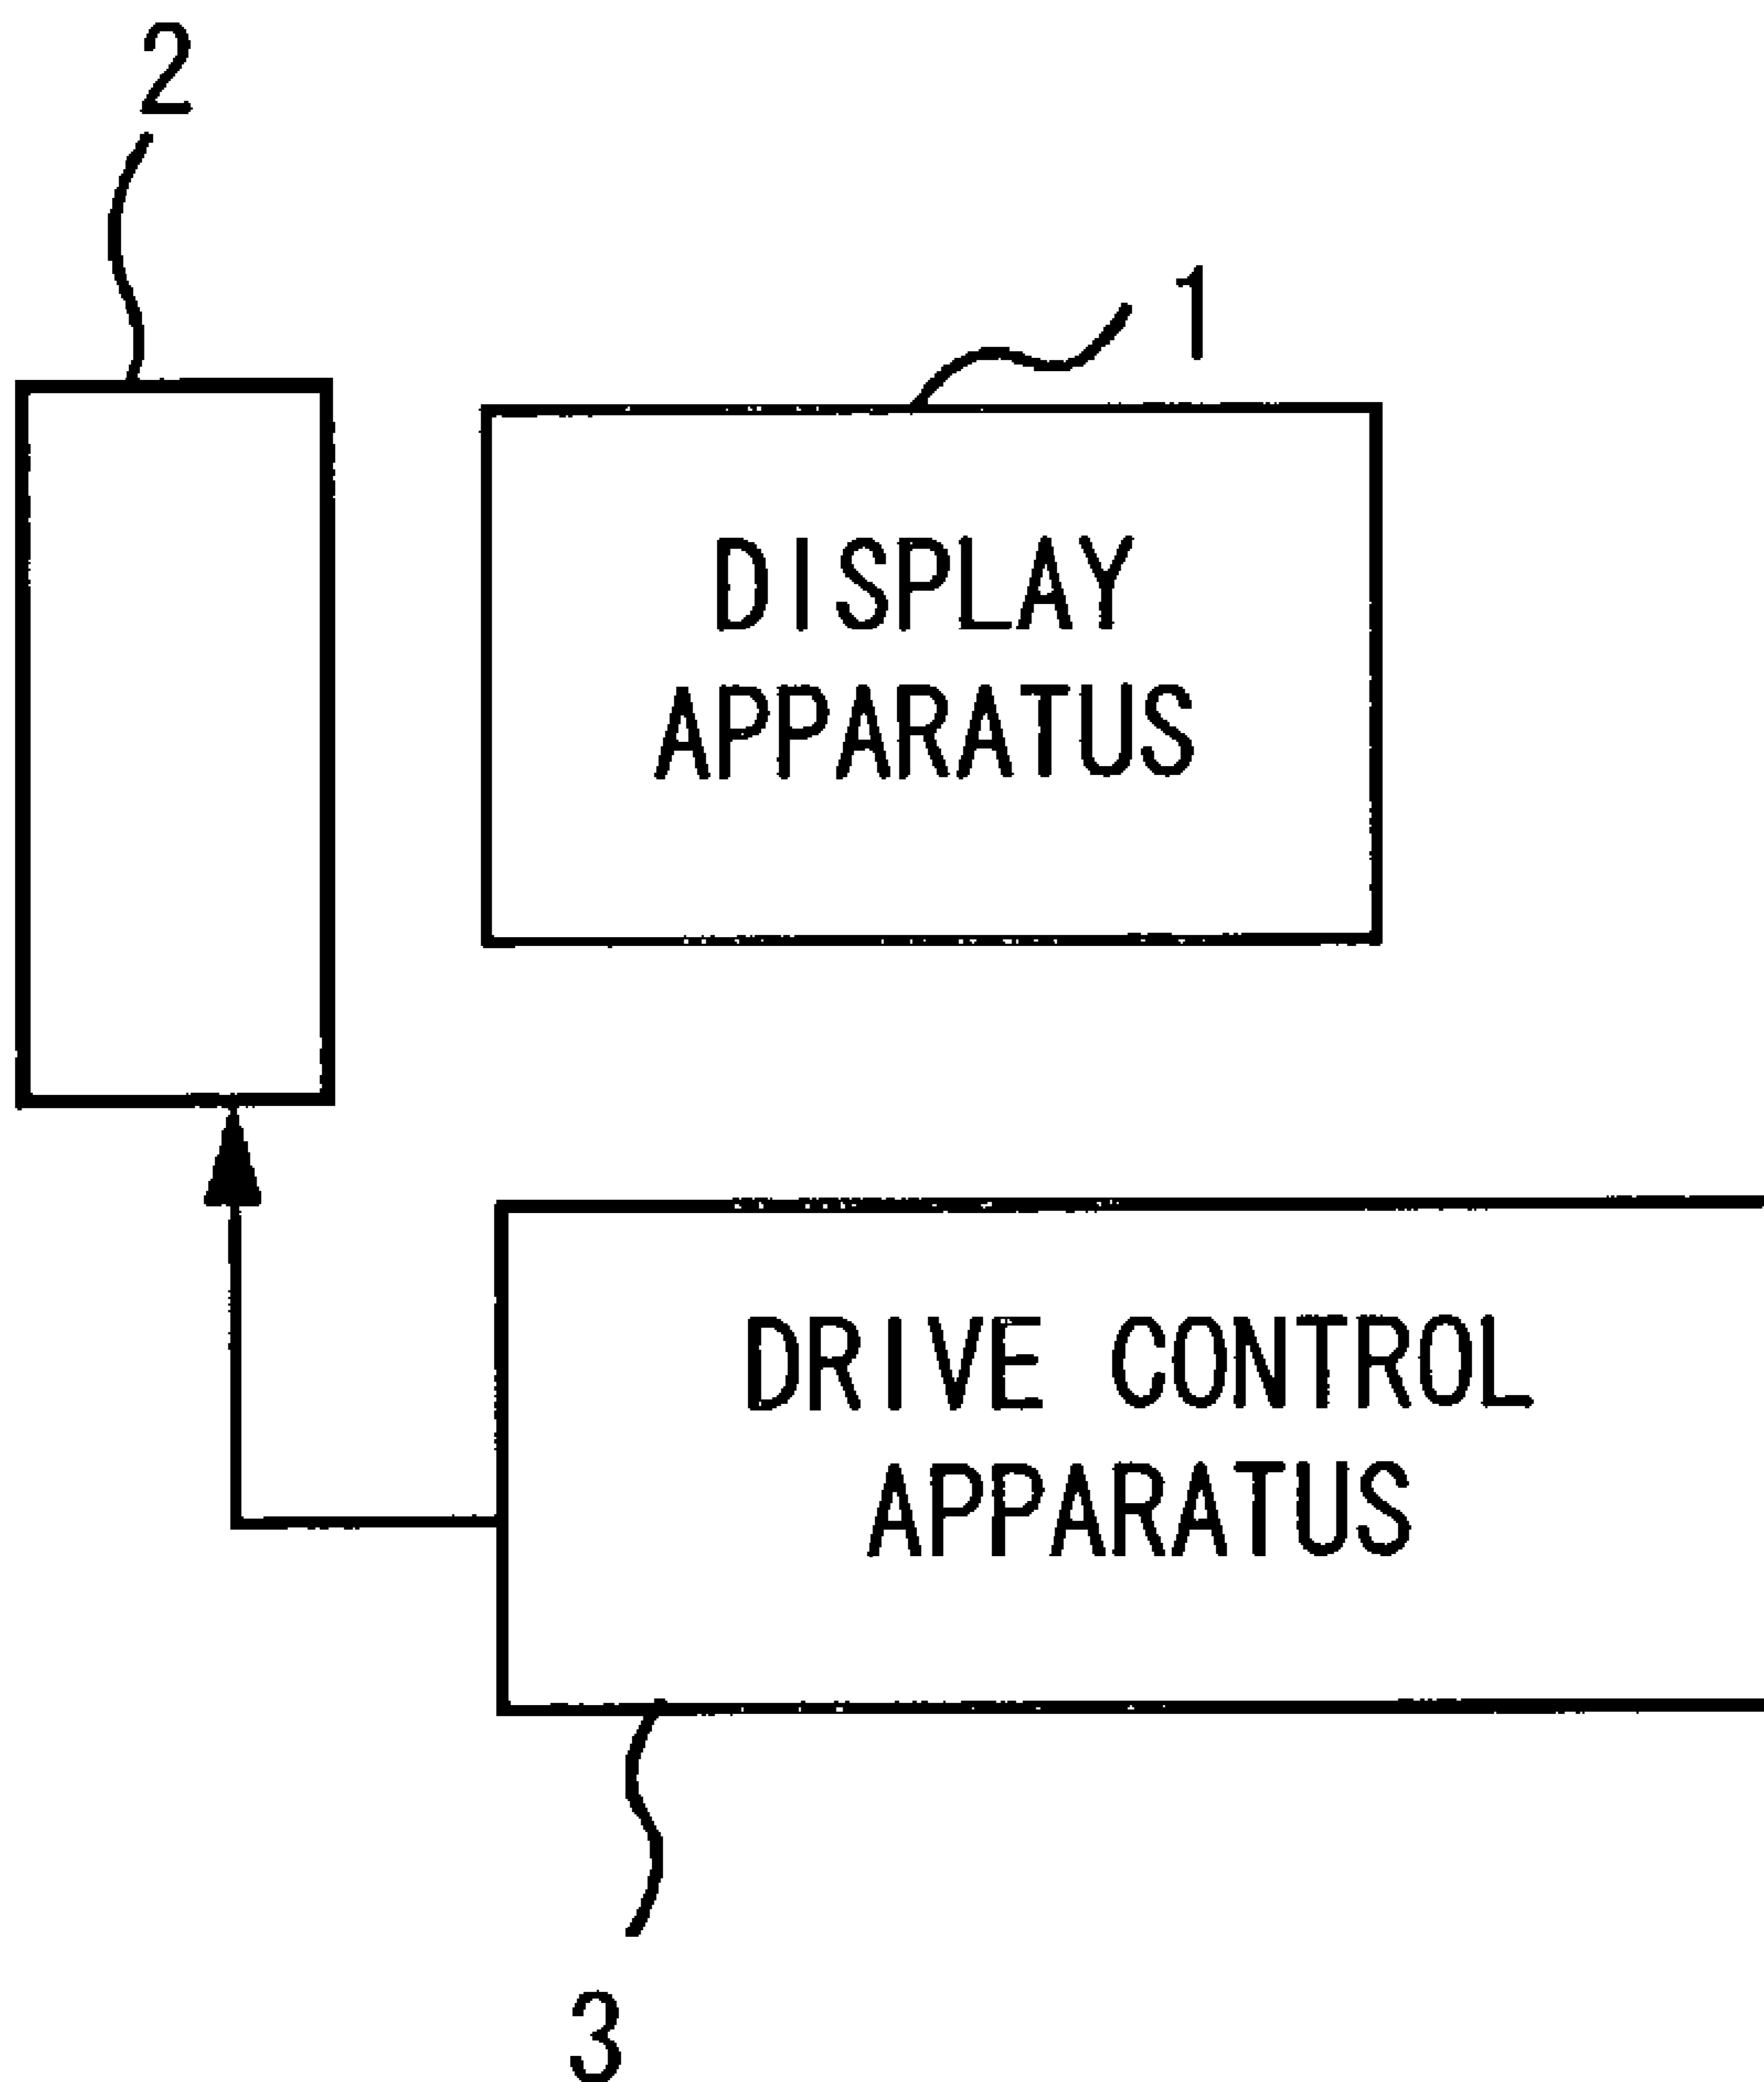 2
1
DISPLAY
APPARATUS
DRIVE CONTROL
APPARATUS
3